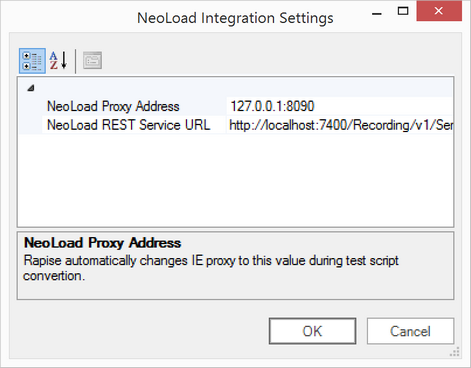 NeoLoad Integration Settings
NeoLoad Proxy Address 127.0.0.1:8090
NeoLoad REST Service URL http://localhost:7400/Recording/v1/Ser
NeoLoad Proxy Address
Rapise automatically changes IE proxy to this value during test script
convertion.
OK Cancel